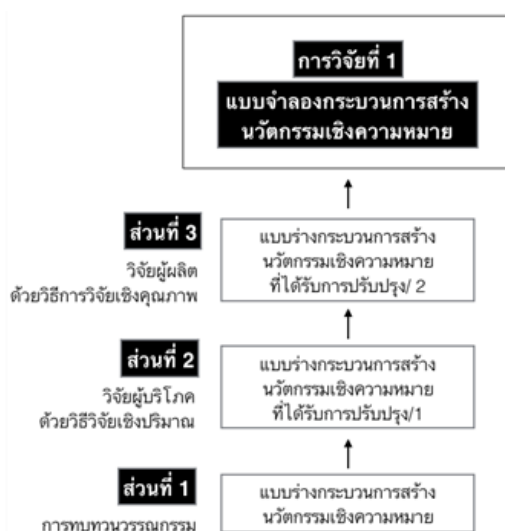 การวิจัยที่ 1
แบบจำลองกระบวนการสร้าง
นวัตกรรมเชิงความหมาย
ส่วนที่ 3
วิจัยผู้ผลิต
ด้วยวิธีการวิจัยเชิงคุณภาพ
แบบร่างกระบวนการสร้าง
นวัตกรรมเชิงความหมาย
ที่ได้รับการปรับปรุง/ 2
ส่วนที่ 2
วิจัยผู้บริโภค
ด้วยวิธีวิจัยเชิงปริมาณ
แบบร่างกระบวนการสร้าง
นวัตกรรมเชิงความหมาย
ที่ได้รับการปรับปรุง/1
ส่วนที่ 1
การทบทวนวรรณกรรม
แบบร่างกระบวนการสร้าง
นวัตกรรมเชิงความหมาย